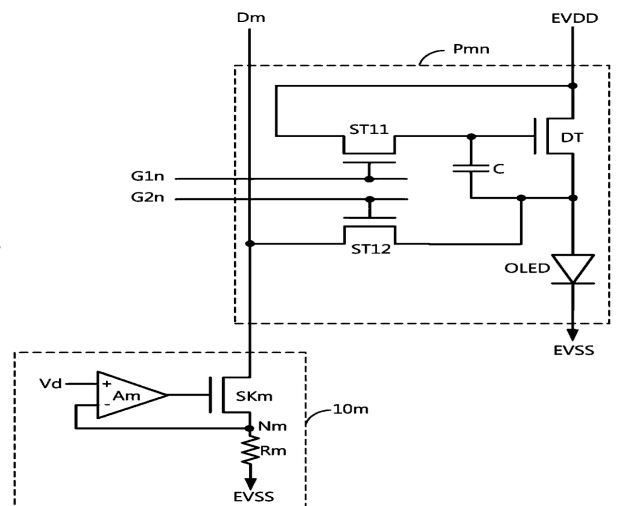 Dm
EVDD
Pmn
ST11
DT
C
G1n
G2n
ST12
OLED
EVSS
Vd
+
-
Am
SKm
10m
Nm
Rm
EVSS